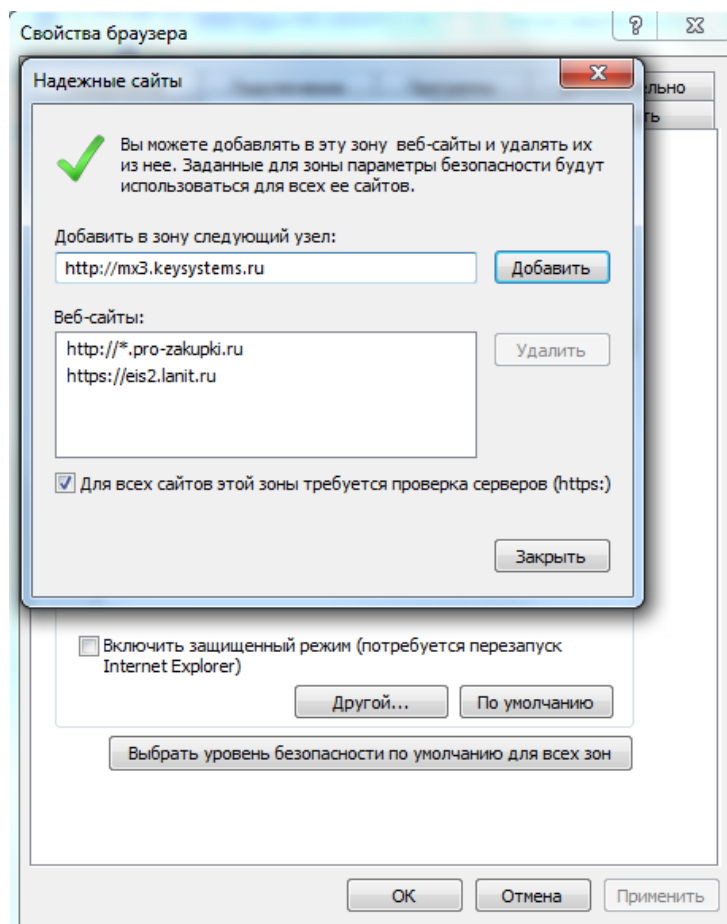 Свойства браузера
Надежные сайты
льно
ть
Вы можете добавлять в эту зону веб-сайты и удалять их
из нее. Заданные для зоны параметры безопасности будут
использоваться для всех ее сайтов.
Добавить в зону следующий узел:
http://mx3.keysystems.ru
Добавить
Веб-сайты:
http://*.pro-zakupki.ru
https://eis2.lanit.ru
Удалить
Для всех сайтов этой зоны требуется проверка серверов (https:)
Закрыть
Включить защищенный режим (потребуется перезапуск
Internet Explorer)
Другой...
По умолчанию
Выбрать уровень безопасности по умолчанию для всех зон
ОК
Отмена
Применить